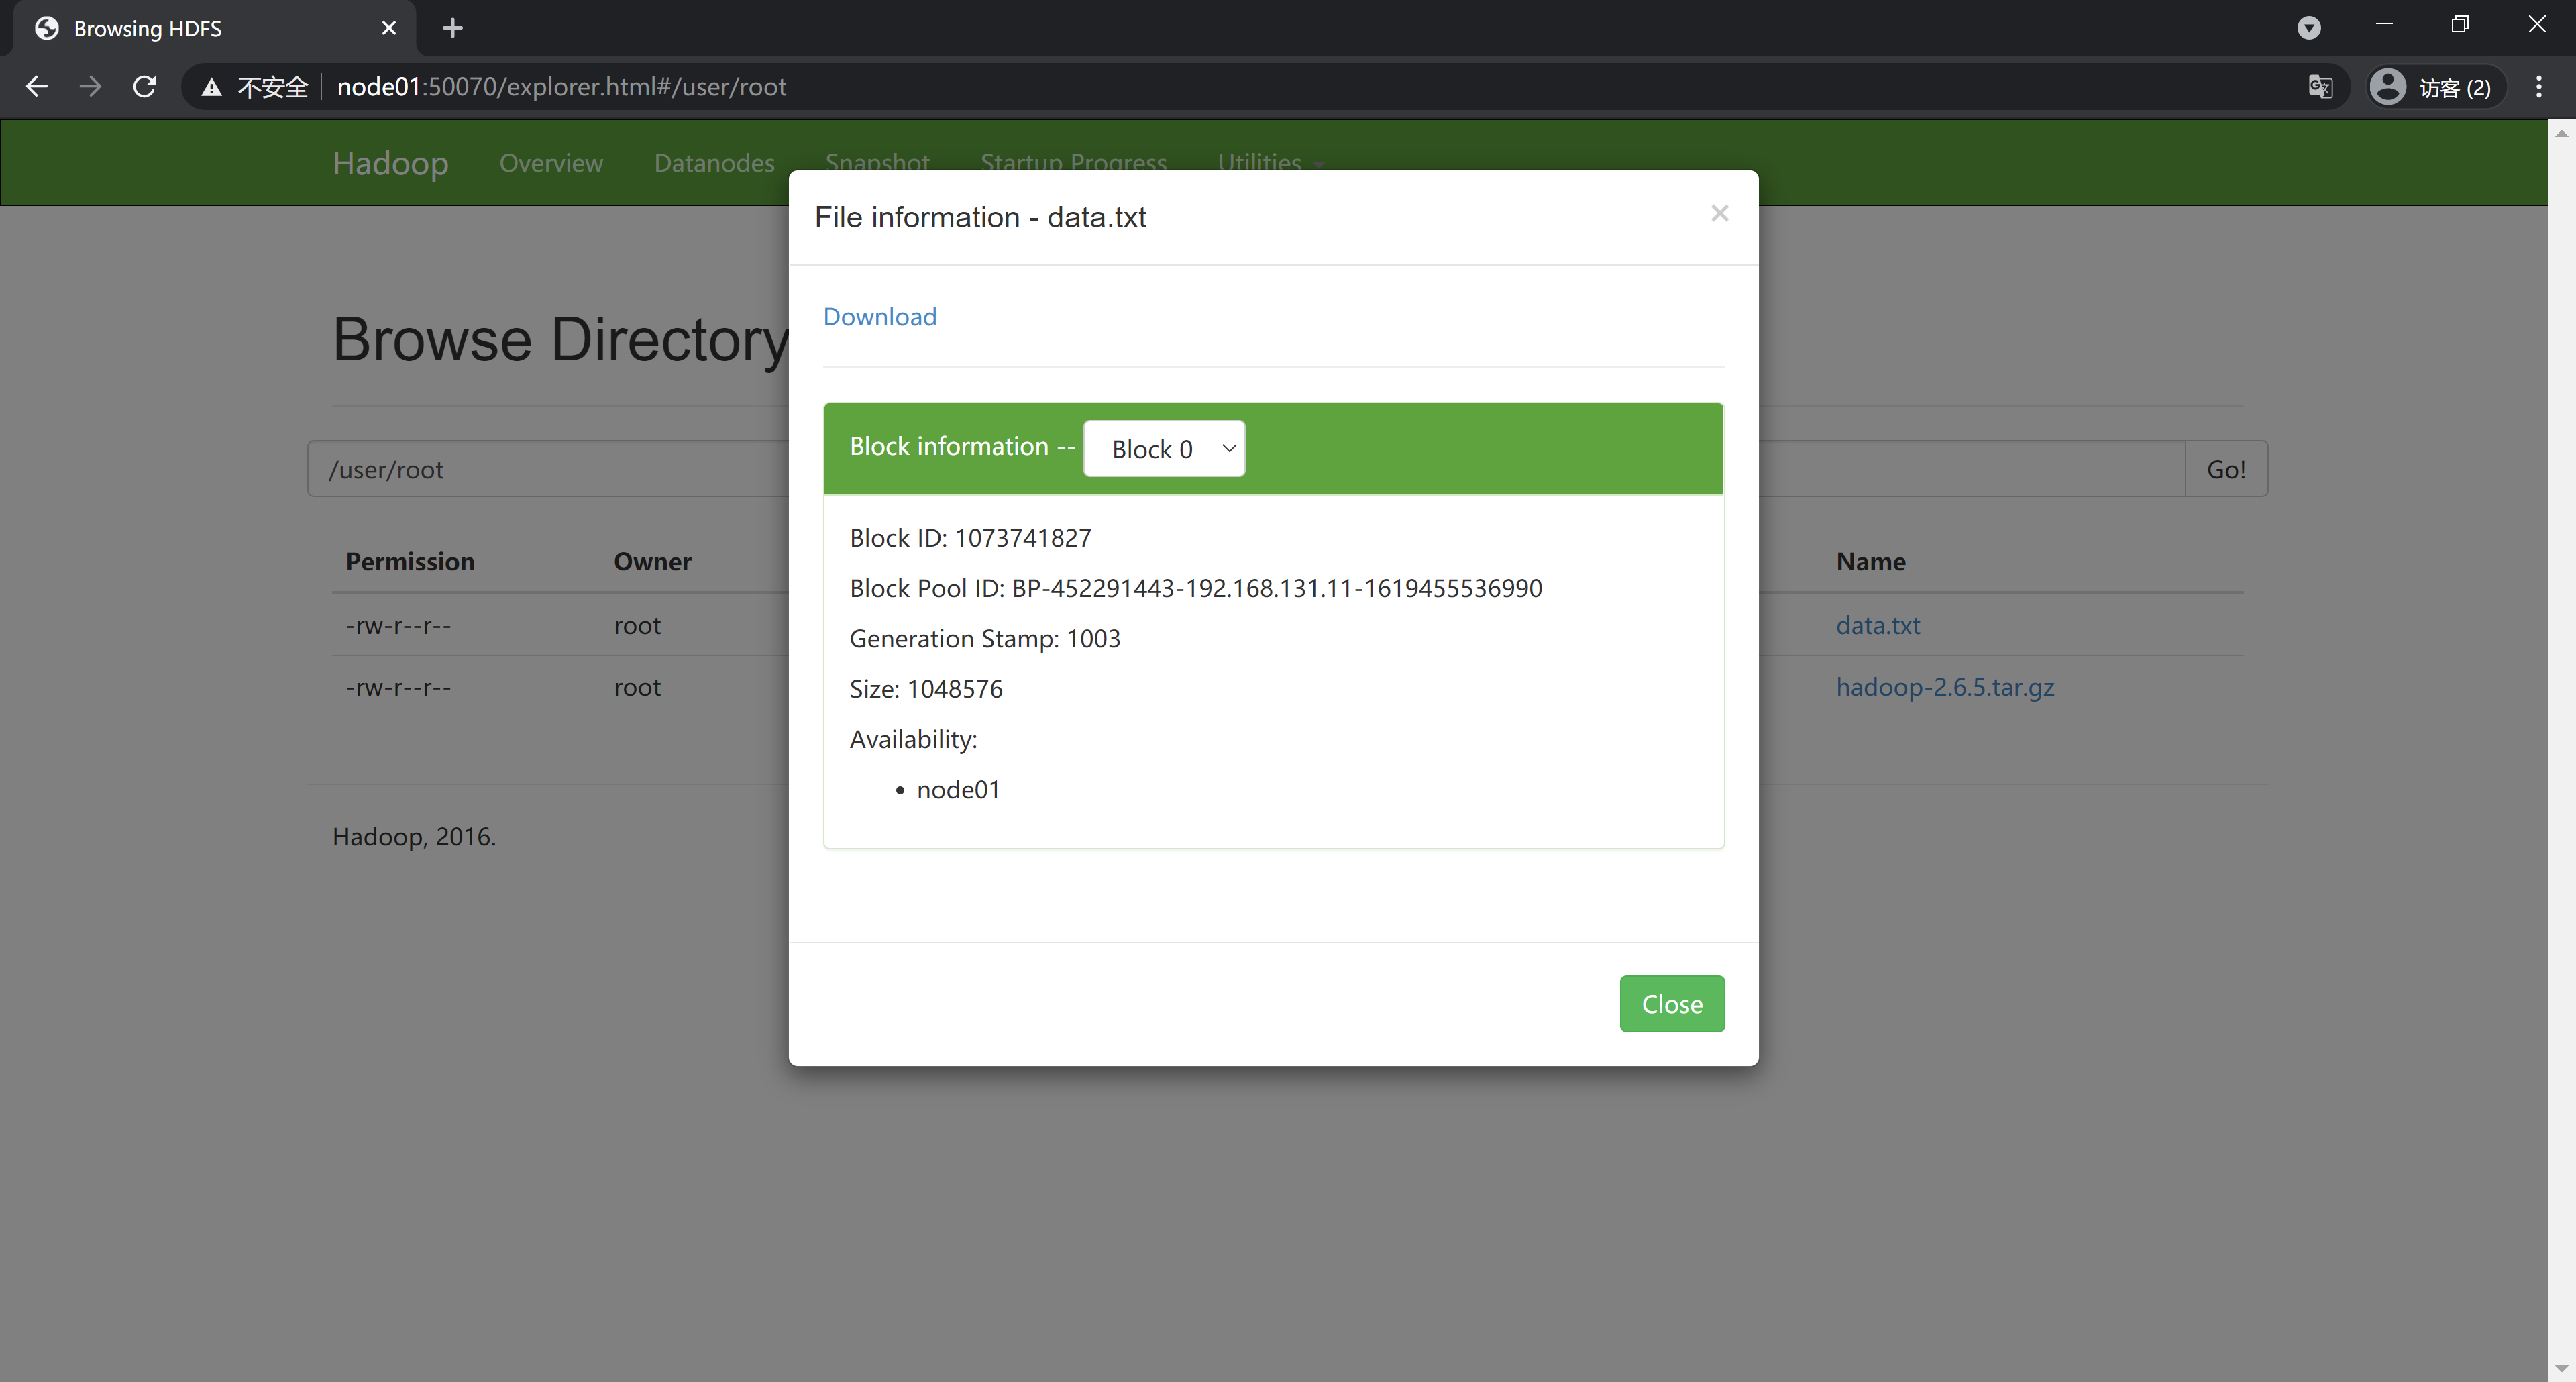 Browsing HDFS
不安全 node01:50070/explorer.html#/user/root 访客 (2)
Hadoop Overview Datanodes Snapshot Startup Progress Utilities
File information - data.txt ×
Download
Browse Directory
Block information -- Block 0
/user/root Go!
Block ID: 1073741827
Permission Owner Name
Block Pool ID: BP-452291443-192.168.131.11-1619455536990
-rw-r--r-- root data.txt
Generation Stamp: 1003
-rw-r--r-- root hadoop-2.6.5.tar.gz
Size: 1048576
Availability:
• node01
Hadoop, 2016.
Close